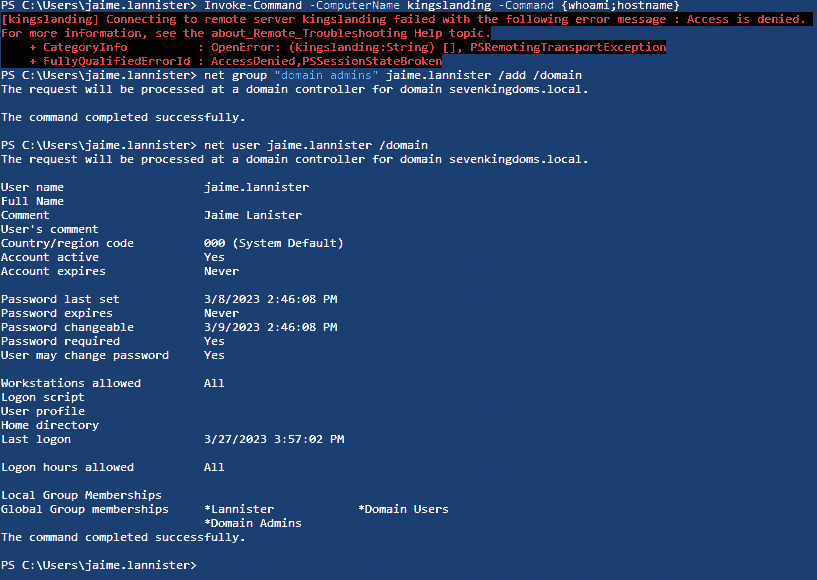 PS C:\Users\jaime.lannister> Invoke-Command -ComputerName kingslanding -Command {whoami;hostname}
[kingslanding] Connecting to remote server kingslanding failed with the following error message : Access is denied.
For more information, see the about_Remote_Troubleshooting Help topic.
    + CategoryInfo          : OpenError: (kingslanding:String) [], PSRemotingTransportException
    + FullyQualifiedErrorId : AccessDenied,PSSessionStateBroken
PS C:\Users\jaime.lannister> net group "domain admins" jaime.lannister /add /domain
The request will be processed at a domain controller for domain sevenkingdoms.local.

The command completed successfully.

PS C:\Users\jaime.lannister> net user jaime.lannister /domain
The request will be processed at a domain controller for domain sevenkingdoms.local.

User name                    jaime.lannister
Full Name
Comment                      Jaime Lanister
User's comment
Country/region code          000 (System Default)
Account active               Yes
Account expires              Never

Password last set            3/8/2023 2:46:08 PM
Password expires             Never
Password changeable          3/9/2023 2:46:08 PM
Password required            Yes
User may change password     Yes

Workstations allowed         All
Logon script
User profile
Home directory
Last logon                   3/27/2023 3:57:02 PM

Logon hours allowed          All

Local Group Memberships
Global Group memberships     *Lannister            *Domain Users
                             *Domain Admins
The command completed successfully.

PS C:\Users\jaime.lannister>